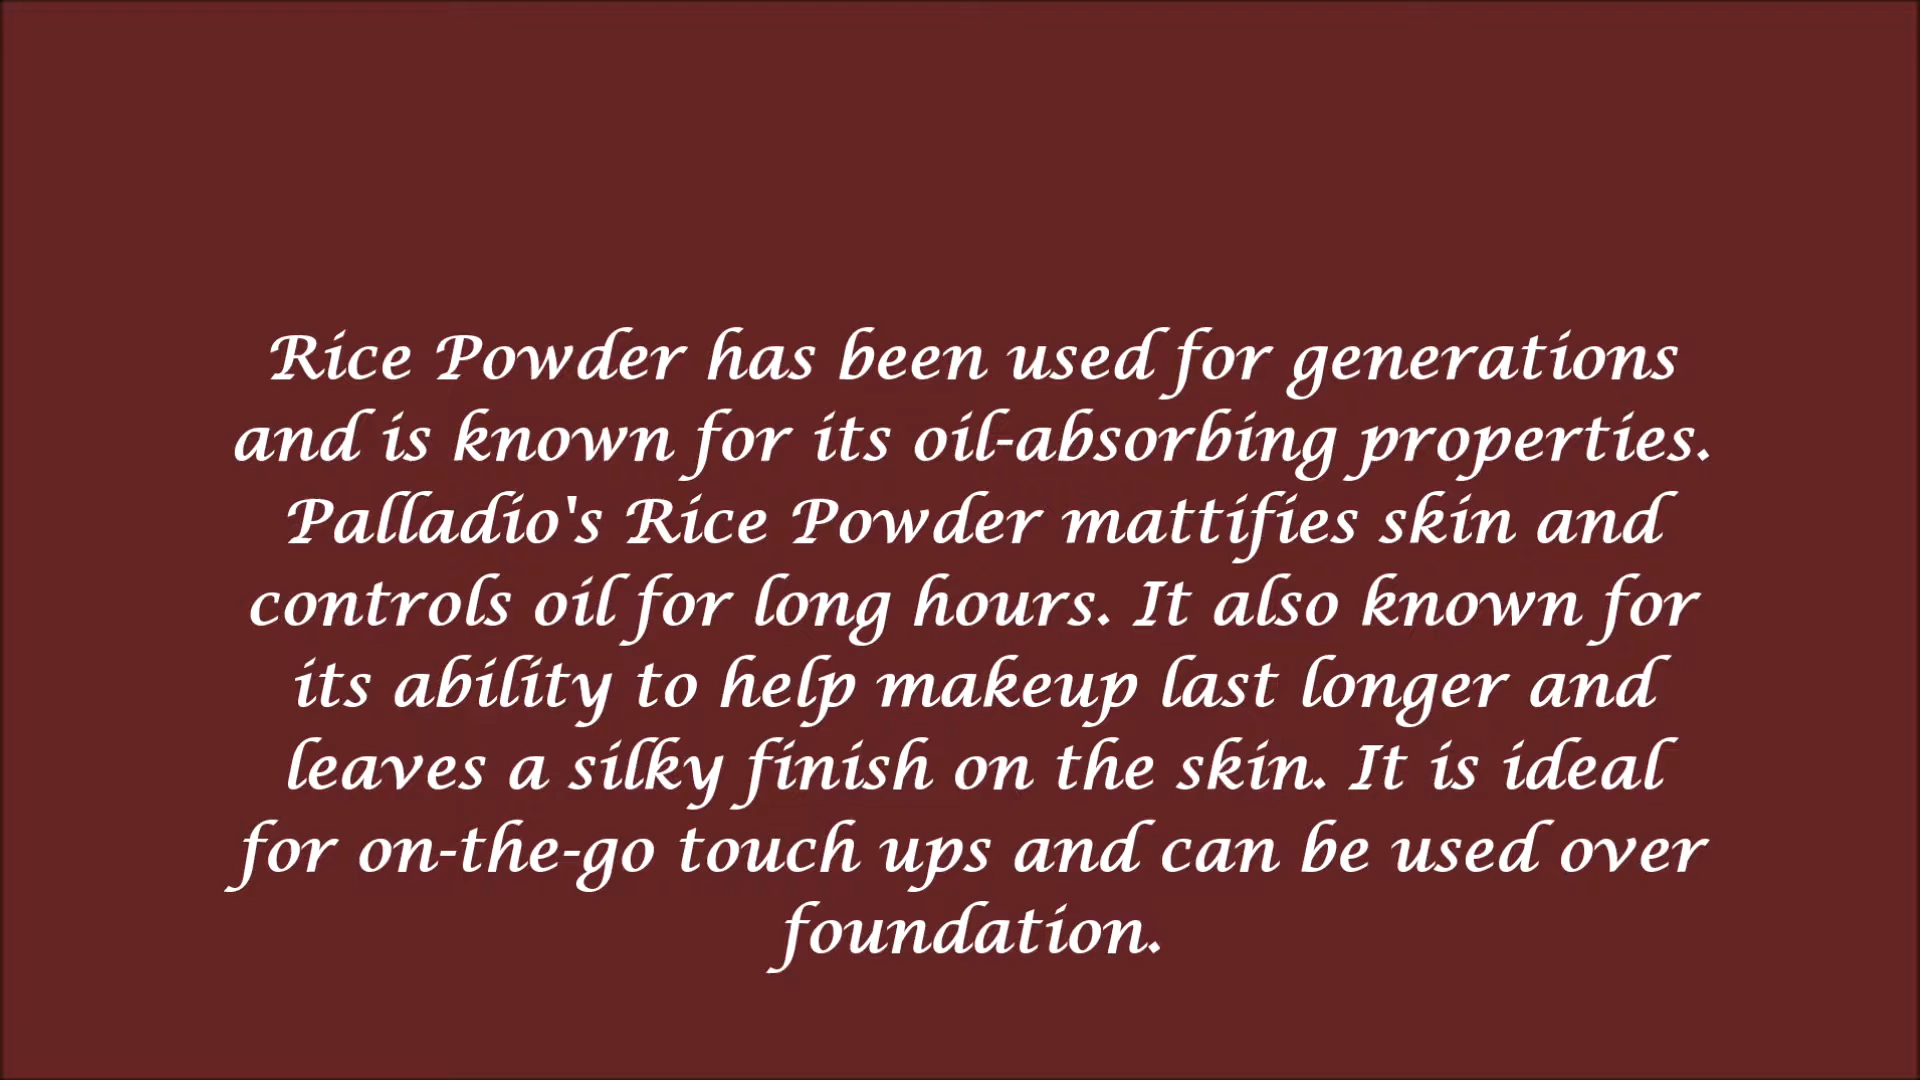 Rice Powder has been used for generations
and is known for its oil-absorbing properties.
Palladio's Rice Powder mattifies skin and
controls oil for long hours. It also known for
its ability to help makeup last longer and
leaves a silky finish on the skin. It is ideal
for on-the-go touch ups and can be used over
foundation.